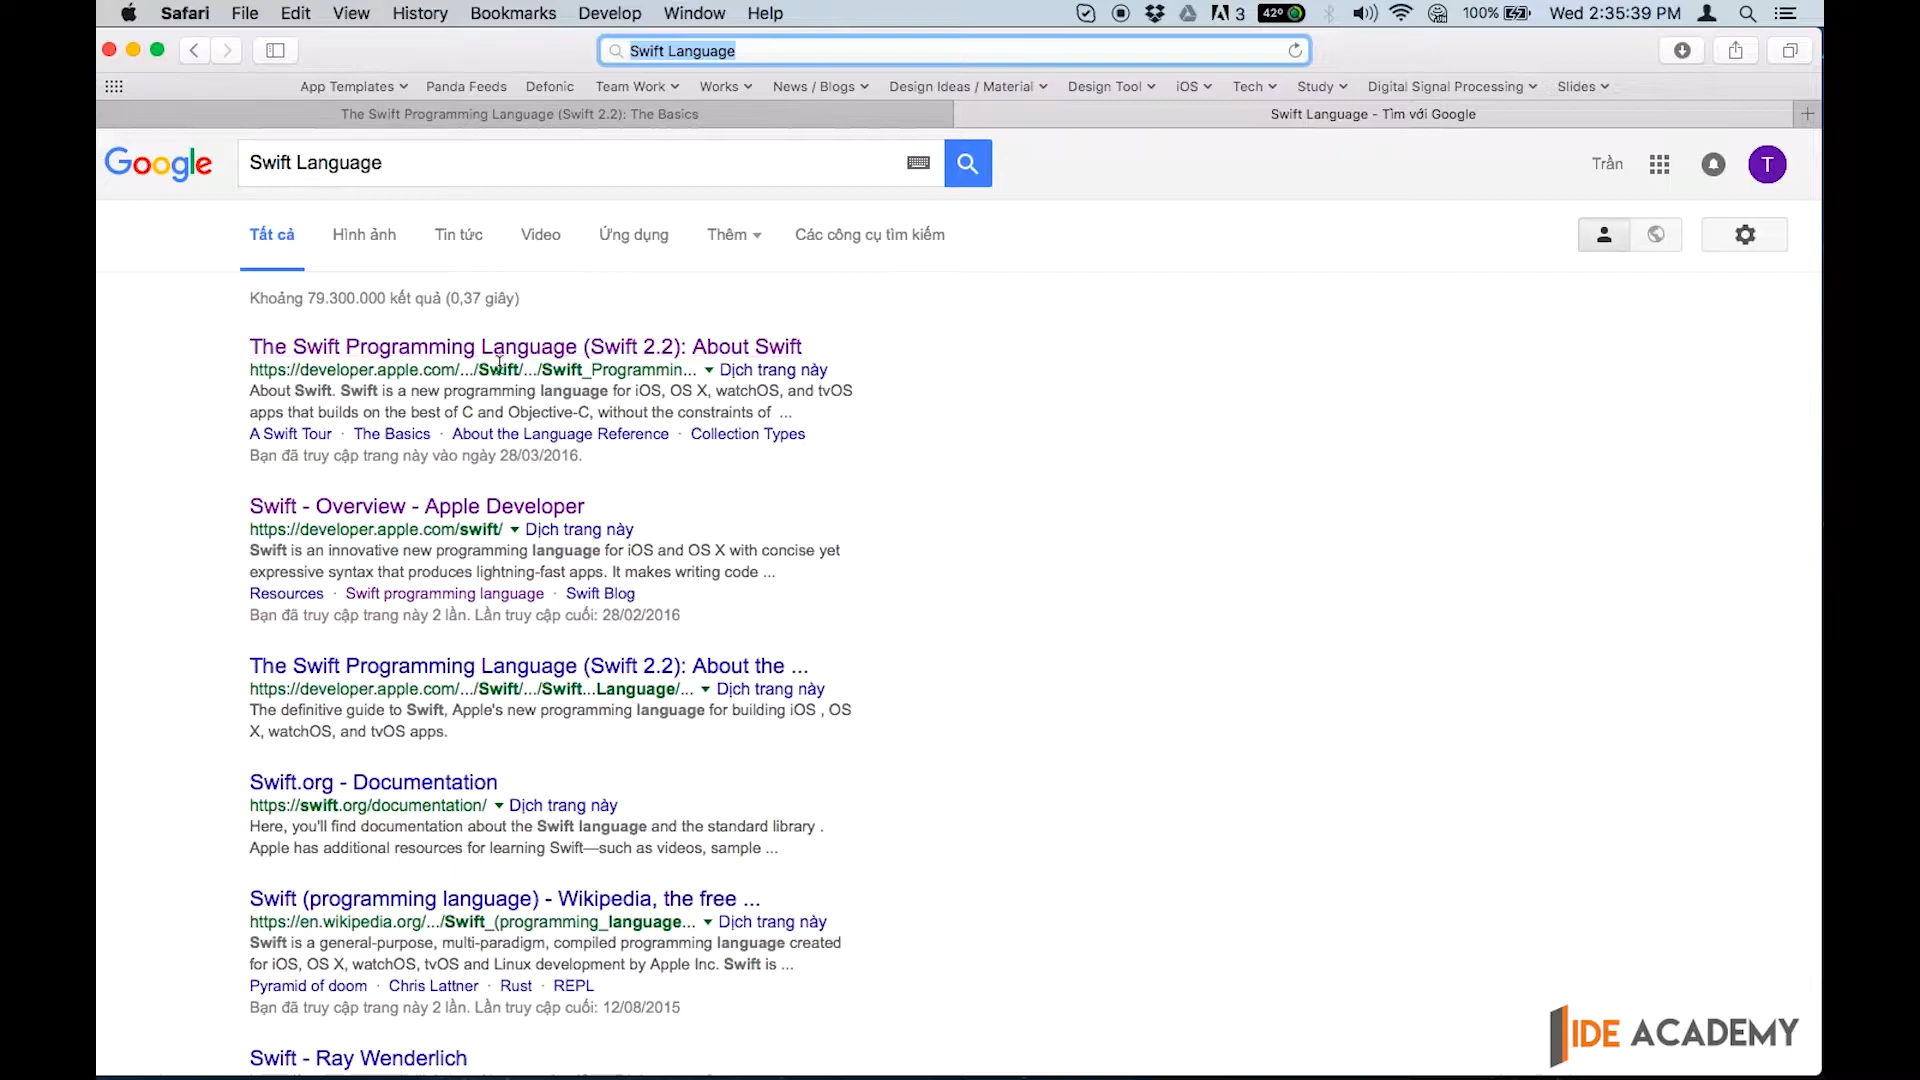 Safari File Edit View History Bookmarks Develop Window Help 3 42° 100% Wed 2:35:39 PM
Swift Language
App Templates Panda Feeds Defonic Team Work Works News / Blogs Design Ideas / Material Design Tool iOS Tech Study Digital Signal Processing Slides
The Swift Programming Language (Swift 2.2): The Basics Swift Language - Tìm với Google
Google Swift Language Trần T
Tất cả Hình ảnh Tin tức Video Ứng dụng Thêm Các công cụ tìm kiếm
Khoảng 79.300.000 kết quả (0,37 giây)
The Swift Programming Language (Swift 2.2): About Swift
https://developer.apple.com/.../Swift/.../Swift_Programmin... Dịch trang này
About Swift. Swift is a new programming language for iOS, OS X, watchOS, and tvOS
apps that builds on the best of C and Objective-C, without the constraints of ...
A Swift Tour · The Basics · About the Language Reference · Collection Types
Bạn đã truy cập trang này vào ngày 28/03/2016.
Swift - Overview - Apple Developer
https://developer.apple.com/swift/ Dịch trang này
Swift is an innovative new programming language for iOS and OS X with concise yet
expressive syntax that produces lightning-fast apps. It makes writing code ...
Resources · Swift programming language · Swift Blog
Bạn đã truy cập trang này 2 lần. Lần truy cập cuối: 28/02/2016
The Swift Programming Language (Swift 2.2): About the ...
https://developer.apple.com/.../Swift/.../Swift...Language/... Dịch trang này
The definitive guide to Swift, Apple's new programming language for building iOS , OS
X, watchOS, and tvOS apps.
Swift.org - Documentation
https://swift.org/documentation/ Dịch trang này
Here, you'll find documentation about the Swift language and the standard library .
Apple has additional resources for learning Swift—such as videos, sample ...
Swift (programming language) - Wikipedia, the free ...
https://en.wikipedia.org/.../Swift_(programming_language... Dịch trang này
Swift is a general-purpose, multi-paradigm, compiled programming language created
for iOS, OS X, watchOS, tvOS and Linux development by Apple Inc. Swift is ...
Pyramid of doom · Chris Lattner · Rust · REPL
Bạn đã truy cập trang này 2 lần. Lần truy cập cuối: 12/08/2015
Swift - Ray Wenderlich
IDE ACADEMY